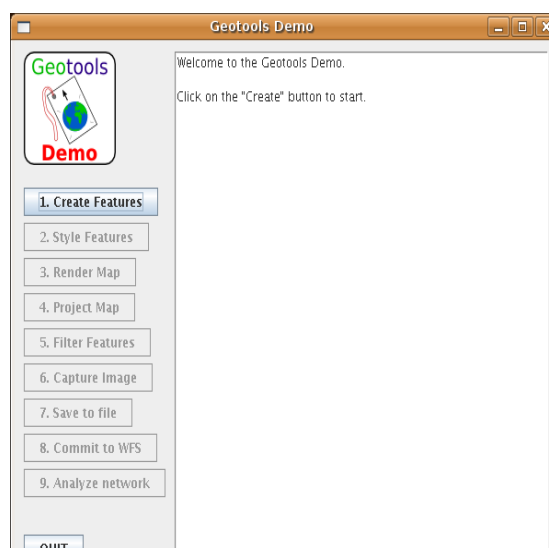 Geotools Demo
Geotools
Demo
Welcome to the Geotools Demo.
Click on the "Create" button to start.
1. Create Features
2. Style Features
3. Render Map
4. Project Map
5. Filter Features
6. Capture Image
7. Save to file
8. Commit to WFS
9. Analyze network
QUIT